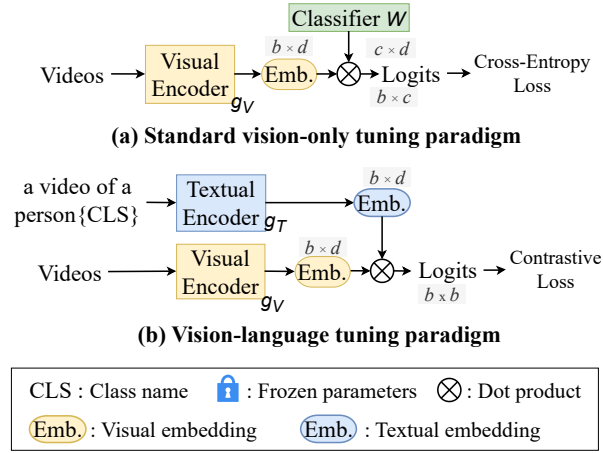 Classifier W
b × d
c × d
Videos
Visual
Encoder
g_V
Emb.
Logits
b × c
Cross-Entropy
Loss
(a) Standard vision-only tuning paradigm
a video of a
person{CLS}
Textual
Encoder
g_T
b × d
Emb.
Videos
Visual
Encoder
g_V
b × d
Emb.
Logits
b x b
Contrastive
Loss
(b) Vision-language tuning paradigm
CLS : Class name
: Frozen parameters
: Dot product
Emb. : Visual embedding
Emb. : Textual embedding